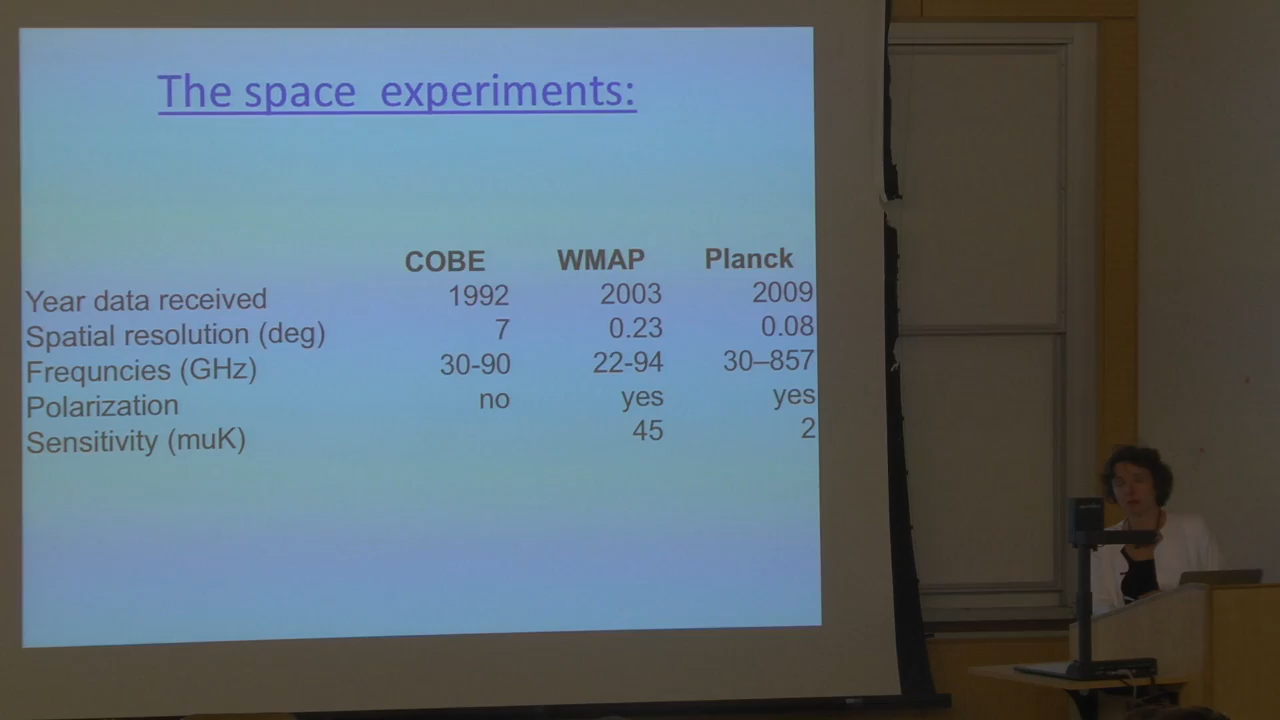 The space experiments:
COBE WMAP Planck
Year data received 1992 2003 2009
Spatial resolution (deg) 7 0.23 0.08
Frequncies (GHz) 30-90 22-94 30–857
Polarization no yes yes
Sensitivity (muK) 45 2